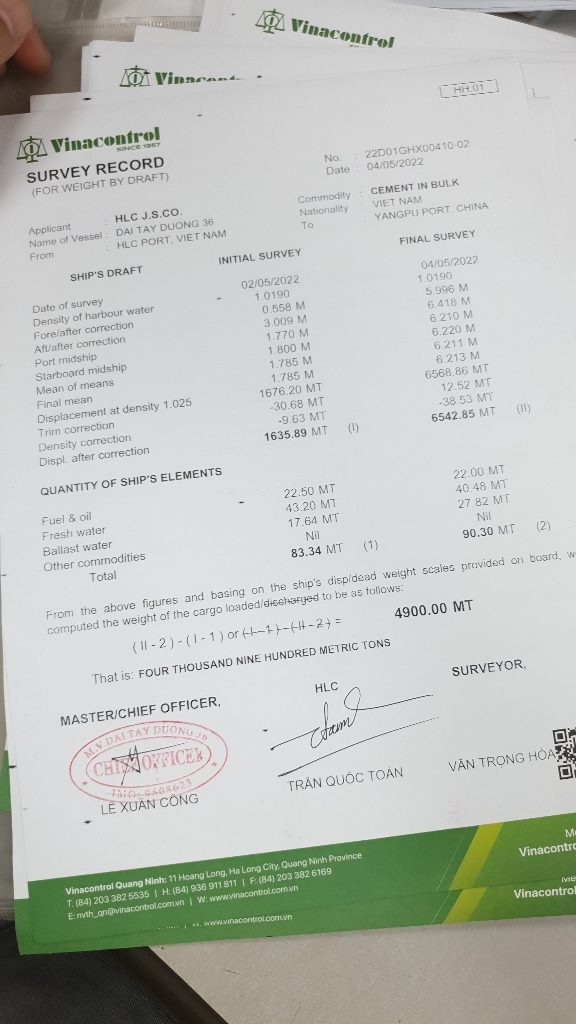 Vinacontrol
Vinacontrol
HH.01
Vinacontrol
SINCE 1957
SURVEY RECORD
(FOR WEIGHT BY DRAFT)
No. : 22D01GHX00410-02
Date : 04/05/2022
Applicant : HLC J.S.CO.
Name of Vessel : DAI TAY DUONG 36
From : HLC PORT, VIET NAM
Commodity : CEMENT IN BULK
Nationality : VIET NAM
To : YANGPU PORT, CHINA
SHIP'S DRAFT INITIAL SURVEY FINAL SURVEY
Date of survey 02/05/2022 04/05/2022
Density of harbour water 1.0190 1.0190
Fore/after correction 0.558 M 5.996 M
Aft/after correction 3.009 M 6.418 M
Port midship 1.770 M 6.210 M
Starboard midship 1.800 M 6.220 M
Mean of means 1.785 M 6.211 M
Final mean 1.785 M 6.213 M
Displacement at density 1.025 1676.20 MT 6568.86 MT
Trim correction -30.68 MT 12.52 MT
Density correction -9.63 MT -38.53 MT
Displ. after correction 1635.89 MT (I) 6542.85 MT (II)
QUANTITY OF SHIP'S ELEMENTS
Fuel & oil 22.50 MT 22.00 MT
Fresh water 43.20 MT 40.48 MT
Ballast water 17.64 MT 27.82 MT
Other commodities Nil Nil
Total 83.34 MT (1) 90.30 MT (2)
From the above figures and basing on the ship's disp/dead weight scales provided on board, w
computed the weight of the cargo loaded/discharged to be as follows:
(II - 2) - (I - 1) or (I - 1) - (II - 2) = 4900.00 MT
That is: FOUR THOUSAND NINE HUNDRED METRIC TONS
MASTER/CHIEF OFFICER, HLC SURVEYOR,
M.V DAI TAY DUONG 36
CHIEF OFFICER
LÊ XUÂN CÔNG TRẦN QUỐC TOẢN VĂN TRỌNG HÒA
Vinacontrol Quang Ninh: 11 Hoang Long, Ha Long City, Quang Ninh Province
T. (84) 203 382 5535 | H: (84) 936 911 811 | F: (84) 203 382 6169
E: nvth_qn@vinacontrol.com.vn | W: www.vinacontrol.com.vn
Vinacontro
W. www.vinacontrol.com.vn
Vinacontrol